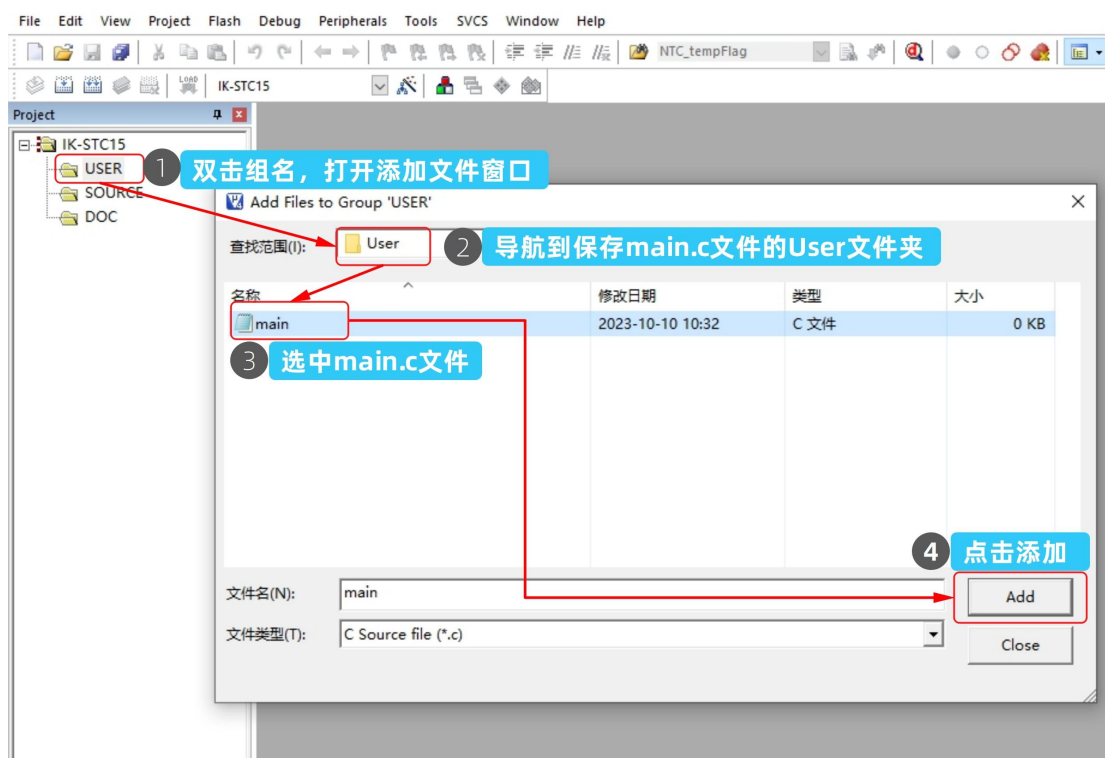 File Edit View Project Flash Debug Peripherals Tools SVCS Window Help
NTC_tempFlag
LOAD
IK-STC15
Project
IK-STC15
USER
1 双击组名，打开添加文件窗口
SOURCE
Add Files to Group 'USER'
DOC
查找范围(I): User
2 导航到保存main.c文件的User文件夹
名称 修改日期 类型 大小
main 2023-10-10 10:32 C 文件 0 KB
3 选中main.c文件
4 点击添加
文件名(N): main Add
文件类型(T): C Source file (*.c) Close